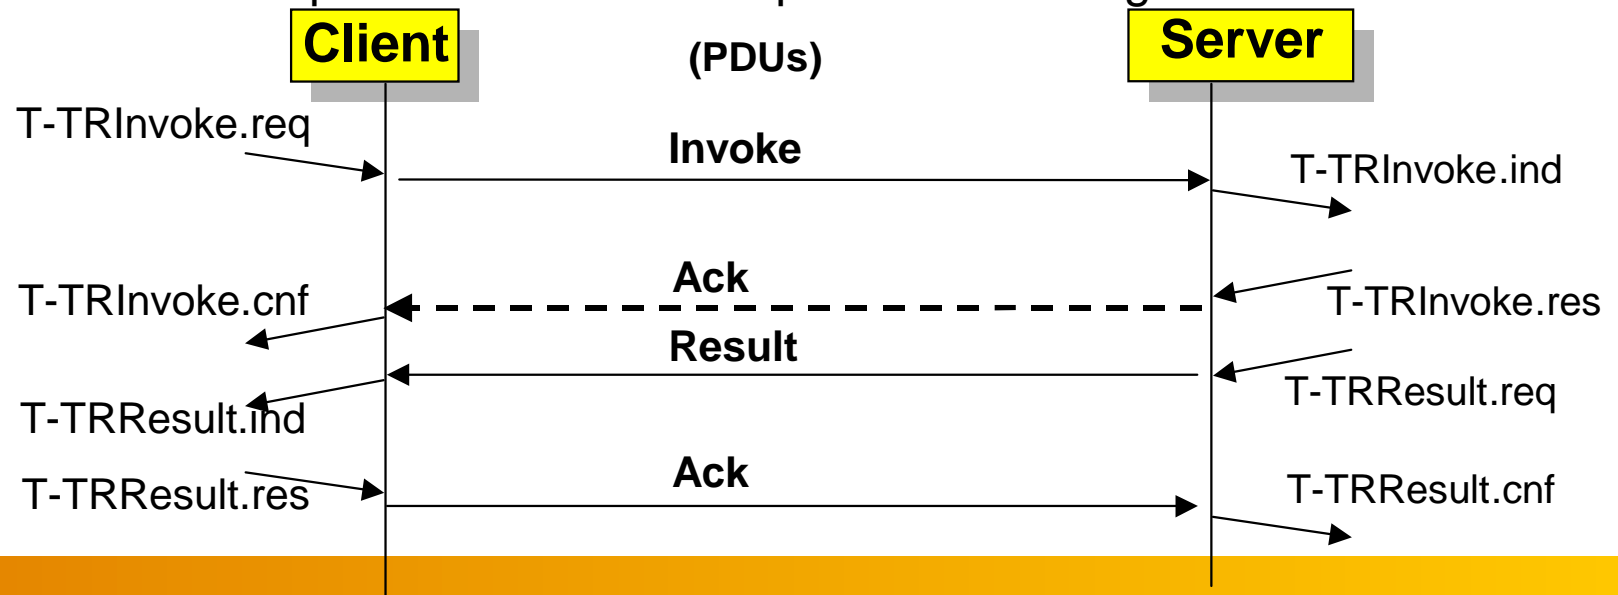 Client
(PDUs)
Server
T-TRInvoke.req
Invoke
T-TRInvoke.ind
Ack
T-TRInvoke.cnf
T-TRInvoke.res
Result
T-TRResult.req
T-TRResult.ind
Ack
T-TRResult.res
T-TRResult.cnf